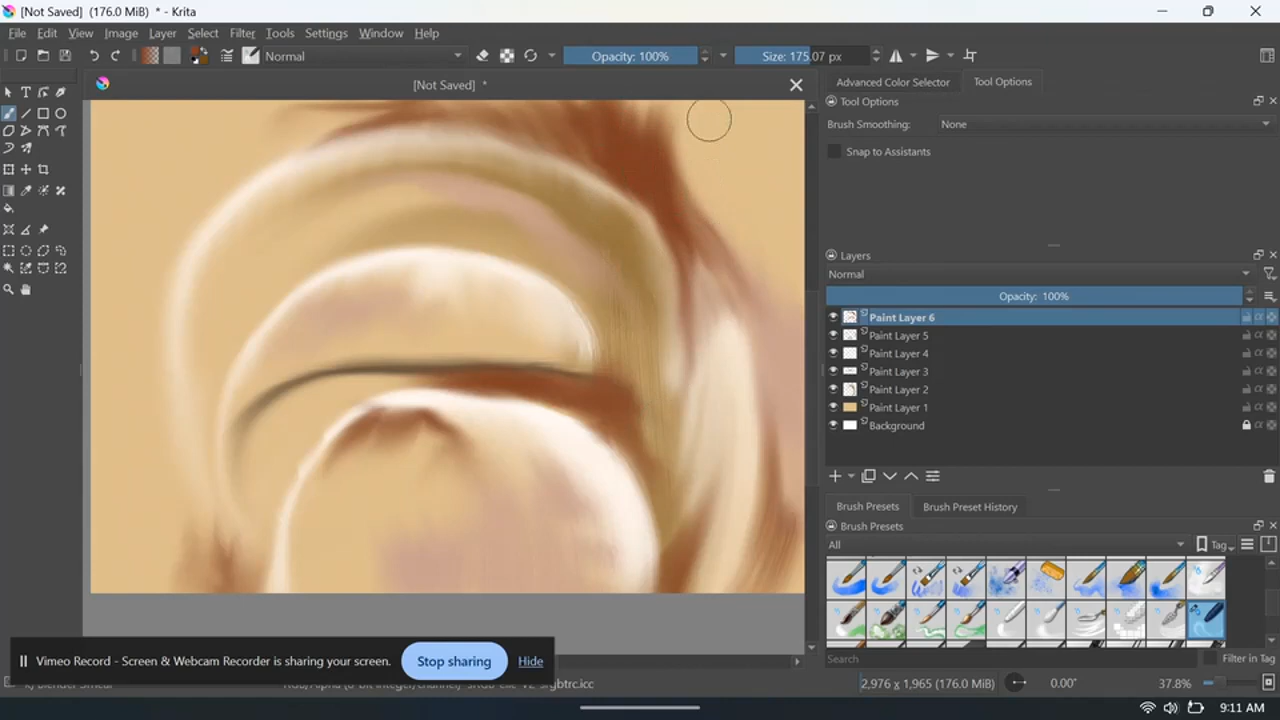 [Not Saved] (176.0 MiB) * - Krita
File Edit View Image Layer Select Filter Tools Settings Window Help
Normal Opacity: 100% Size: 175.07 px
[Not Saved] *
Advanced Color Selector Tool Options
Tool Options
Brush Smoothing: None
Snap to Assistants
Layers
Normal
Opacity: 100%
Paint Layer 6
Paint Layer 5
Paint Layer 4
Paint Layer 3
Paint Layer 2
Paint Layer 1
Background
Brush Presets Brush Preset History
Brush Presets
All Tag
Search Filter in Tag
Vimeo Record - Screen & Webcam Recorder is sharing your screen. Stop sharing Hide
2,976 x 1,965 (176.0 MiB) 0.00° 37.8%
9:11 AM